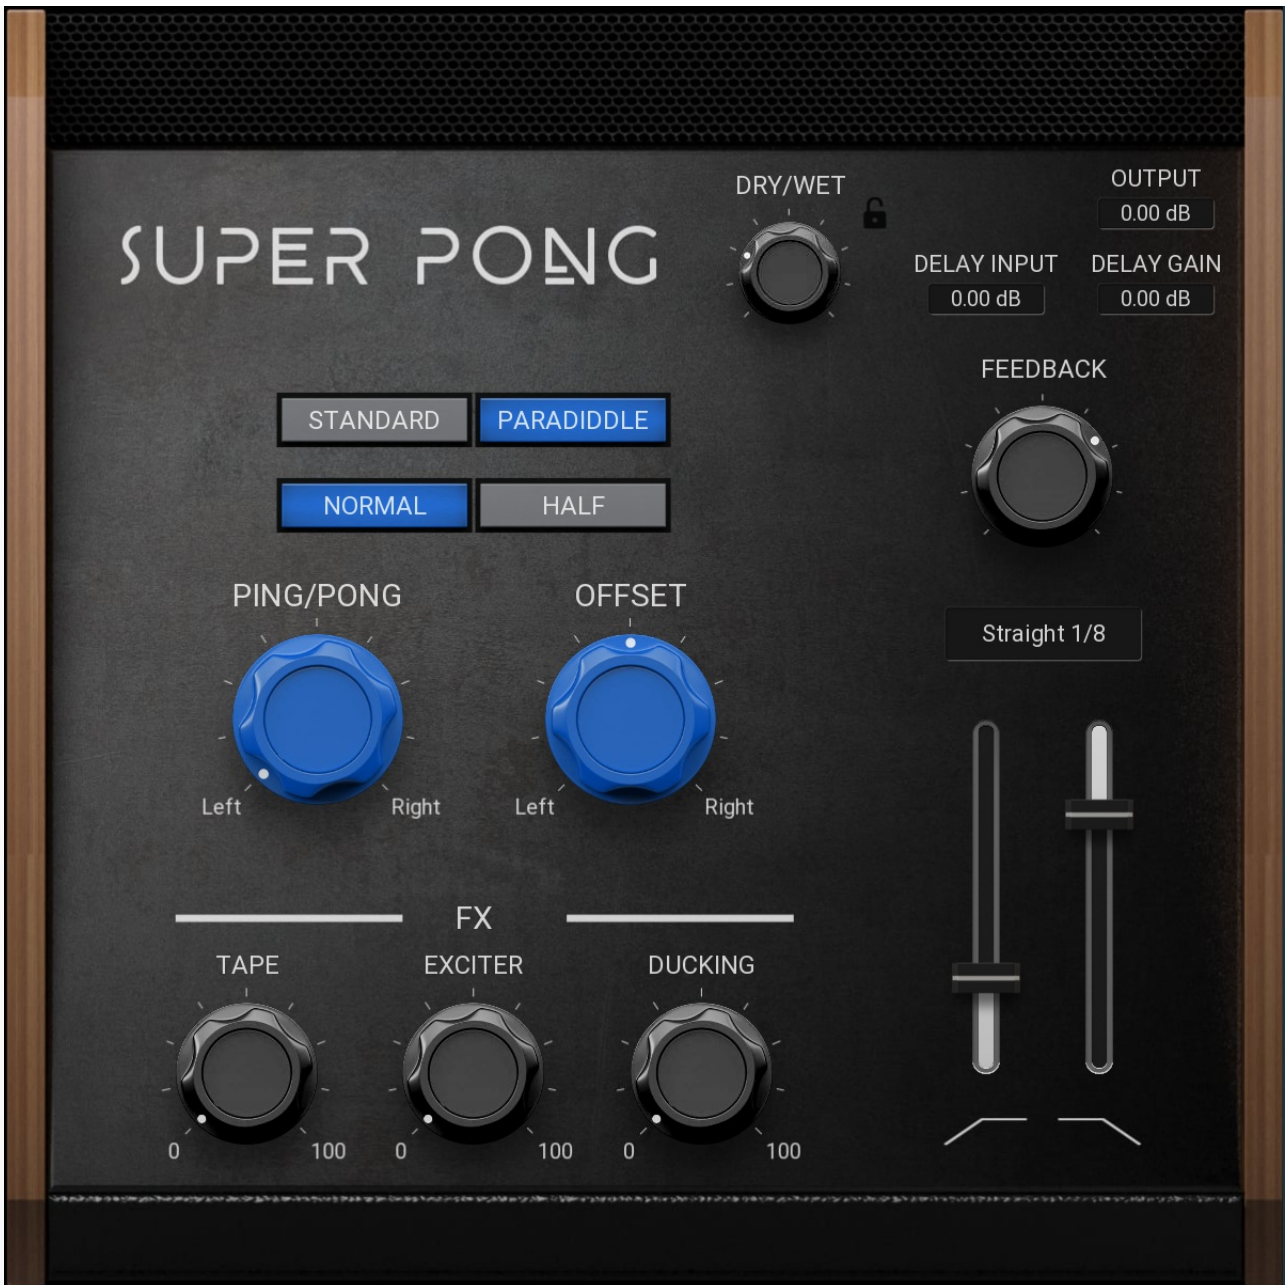 SUPER PONG
DRY/WET
OUTPUT
0.00 dB
DELAY INPUT
0.00 dB
DELAY GAIN
0.00 dB
FEEDBACK
STANDARD
PARADIDDLE
NORMAL
HALF
PING/PONG
Left
Right
OFFSET
Left
Right
Straight 1/8
FX
TAPE
0
100
EXCITER
0
100
DUCKING
0
100